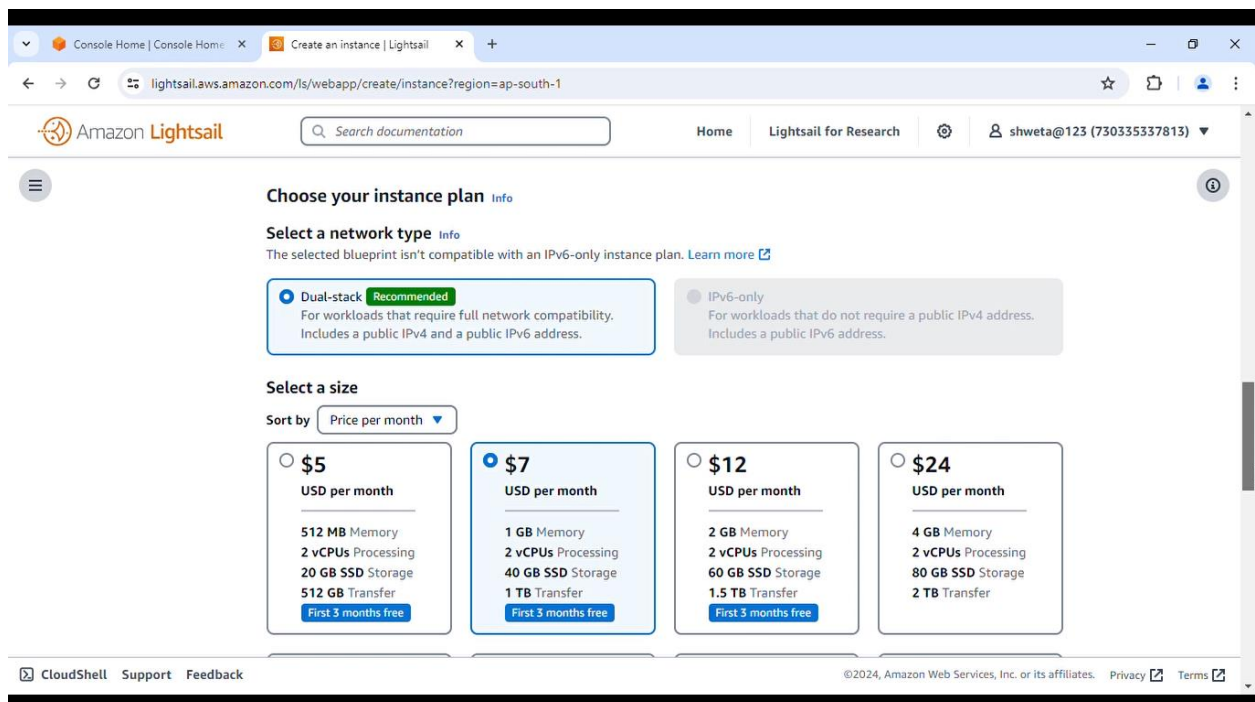 Console Home | Console Home
Create an instance | Lightsail
lightsail.aws.amazon.com/ls/webapp/create/instance?region=ap-south-1
Amazon Lightsail
Search documentation
Home
Lightsail for Research
shweta@123 (730335337813)
Choose your instance plan Info
Select a network type Info
The selected blueprint isn't compatible with an IPv6-only instance plan. Learn more
Dual-stack Recommended
For workloads that require full network compatibility.
Includes a public IPv4 and a public IPv6 address.
IPv6-only
For workloads that do not require a public IPv4 address.
Includes a public IPv6 address.
Select a size
Sort by Price per month
$5
USD per month
512 MB Memory
2 vCPUs Processing
20 GB SSD Storage
512 GB Transfer
First 3 months free
$7
USD per month
1 GB Memory
2 vCPUs Processing
40 GB SSD Storage
1 TB Transfer
First 3 months free
$12
USD per month
2 GB Memory
2 vCPUs Processing
60 GB SSD Storage
1.5 TB Transfer
First 3 months free
$24
USD per month
4 GB Memory
2 vCPUs Processing
80 GB SSD Storage
2 TB Transfer
CloudShell Support Feedback
©2024, Amazon Web Services, Inc. or its affiliates. Privacy Terms